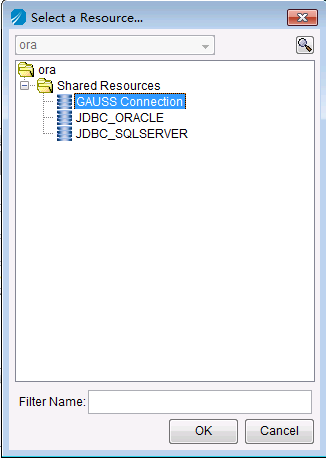 Select a Resource...
ora
ora
Shared Resources
GAUSS Connection
JDBC_ORACLE
JDBC_SQLSERVER
Filter Name:
OK Cancel